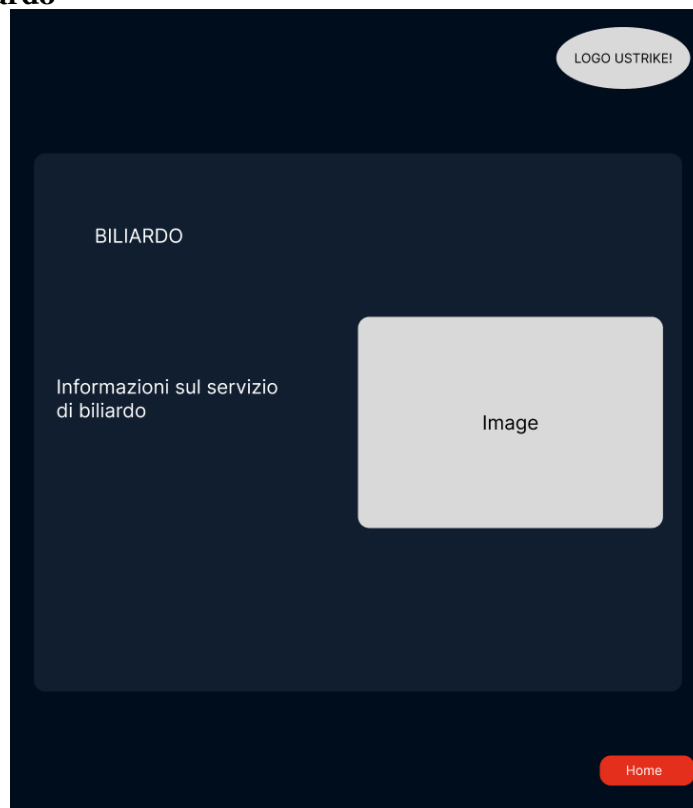 LOGO USTRIKE!
BILIARDO
Informazioni sul servizio
di biliardo
Image
Home